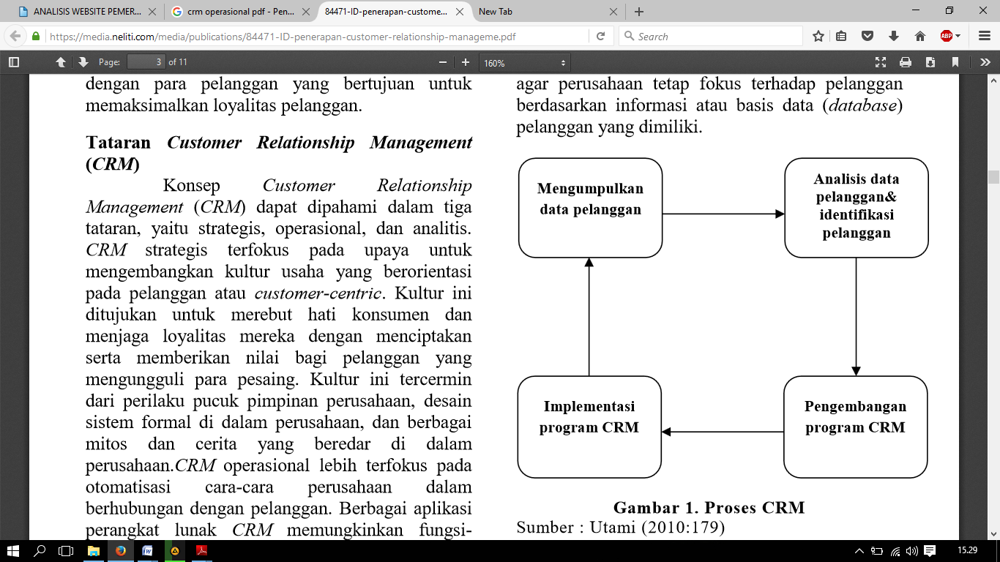 ANALISIS WEBSITE PEMER...
crm operasional pdf - Pen...
84471-ID-penerapan-custome...
New Tab
https://media.neliti.com/media/publications/84471-ID-penerapan-customer-relationship-manageme.pdf
Search
ABP
Page:
3
of 11
160%
dengan para pelanggan yang bertujuan untuk
memaksimalkan loyalitas pelanggan.
Tataran Customer Relationship Management
(CRM)
Konsep Customer Relationship
Management (CRM) dapat dipahami dalam tiga
tataran, yaitu strategis, operasional, dan analitis.
CRM strategis terfokus pada upaya untuk
mengembangkan kultur usaha yang berorientasi
pada pelanggan atau customer-centric. Kultur ini
ditujukan untuk merebut hati konsumen dan
menjaga loyalitas mereka dengan menciptakan
serta memberikan nilai bagi pelanggan yang
mengungguli para pesaing. Kultur ini tercermin
dari perilaku pucuk pimpinan perusahaan, desain
sistem formal di dalam perusahaan, dan berbagai
mitos dan cerita yang beredar di dalam
perusahaan.CRM operasional lebih terfokus pada
otomatisasi cara-cara perusahaan dalam
berhubungan dengan pelanggan. Berbagai aplikasi
perangkat lunak CRM memungkinkan fungsi-
agar perusahaan tetap fokus terhadap pelanggan
berdasarkan informasi atau basis data (database)
pelanggan yang dimiliki.
Mengumpulkan
data pelanggan
Analisis data
pelanggan&
identifikasi
pelanggan
Implementasi
program CRM
Pengembangan
program CRM
Gambar 1. Proses CRM
Sumber : Utami (2010:179)
15.29